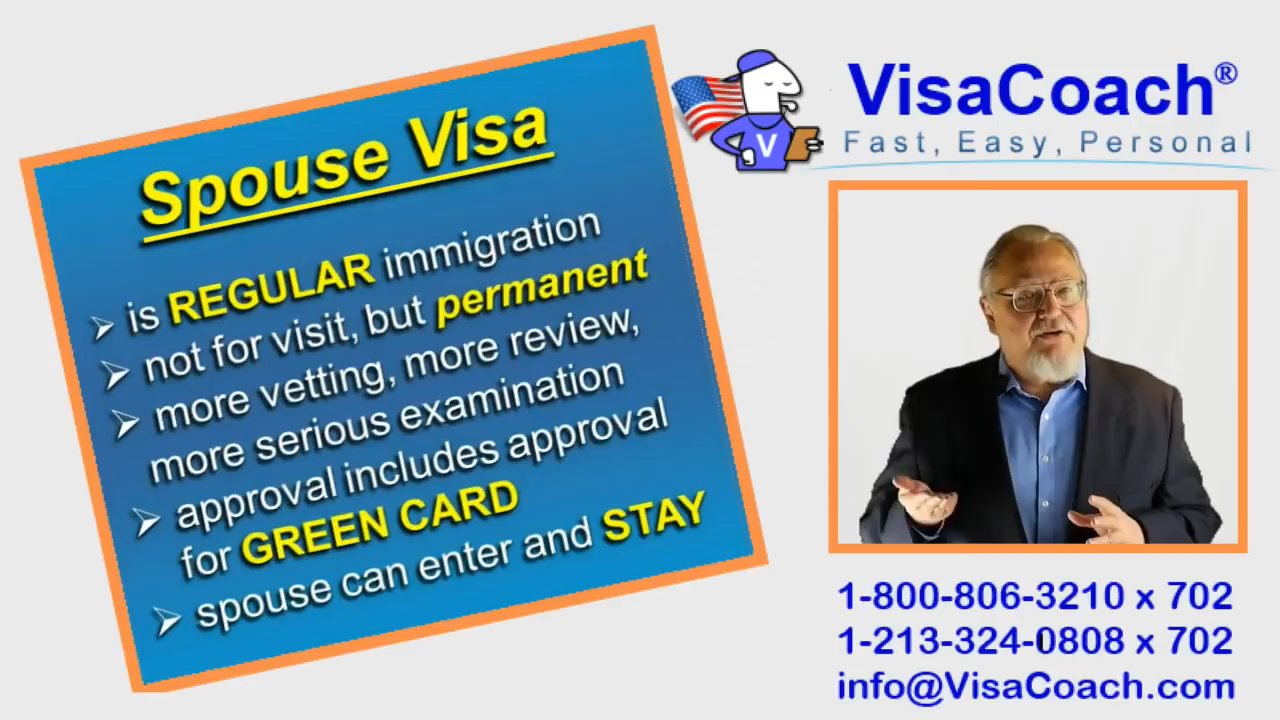 Spouse Visa
➢ is REGULAR immigration
➢ not for visit, but permanent
➢ more vetting, more review,
more serious examination
➢ approval includes approval
for GREEN CARD
➢ spouse can enter and STAY
V
VisaCoach®
Fast, Easy, Personal
1-800-806-3210 x 702
1-213-324-0808 x 702
info@VisaCoach.com